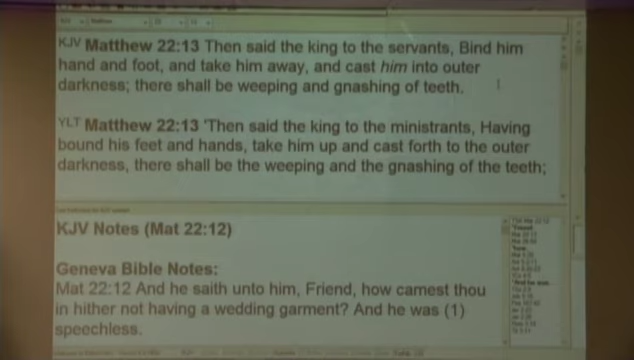 KJV Matthew 22:13 Then said the king to the servants, Bind him
hand and foot, and take him away, and cast him into outer
darkness; there shall be weeping and gnashing of teeth.
YLT Matthew 22:13 'Then said the king to the ministrants, Having
bound his feet and hands, take him up and cast forth to the outer
darkness, there shall be the weeping and the gnashing of the teeth;
KJV Notes (Mat 22:12)
Geneva Bible Notes:
Mat 22:12 And he saith unto him, Friend, how camest thou
in hither not having a wedding garment? And he was (1)
speechless.